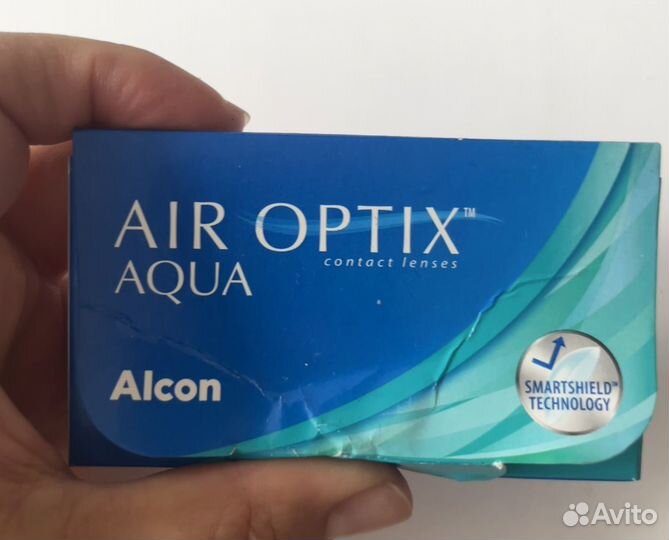 AIR OPTIX™
contact lenses
AQUA
Alcon
SMARTSHIELD™
TECHNOLOGY
Avito